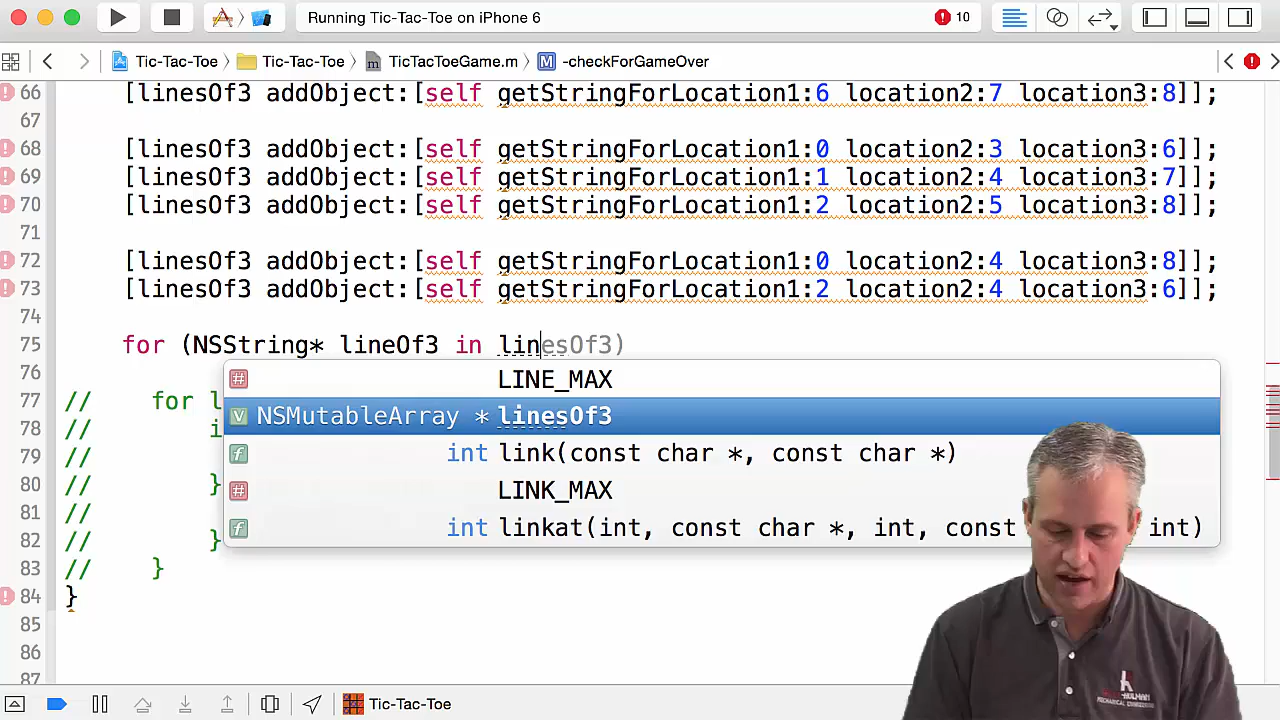 Running Tic-Tac-Toe on iPhone 6
10
Tic-Tac-Toe Tic-Tac-Toe TicTacToeGame.m M -checkForGameOver
66 [linesOf3 addObject:[self getStringForLocation1:6 location2:7 location3:8]];
67
68 [linesOf3 addObject:[self getStringForLocation1:0 location2:3 location3:6]];
69 [linesOf3 addObject:[self getStringForLocation1:1 location2:4 location3:7]];
70 [linesOf3 addObject:[self getStringForLocation1:2 location2:5 location3:8]];
71
72 [linesOf3 addObject:[self getStringForLocation1:0 location2:4 location3:8]];
73 [linesOf3 addObject:[self getStringForLocation1:2 location2:4 location3:6]];
74
75 for (NSString* lineOf3 in linesOf3)
76
# LINE_MAX
77 // for l
V NSMutableArray * linesOf3
78 // i
79 //
f int link(const char *, const char *)
80 // }
# LINK_MAX
81 //
f int linkat(int, const char *, int, const int)
82 // }
83 // }
84 }
85
86
87
Tic-Tac-Toe
MECHANICAL ENGINEERING